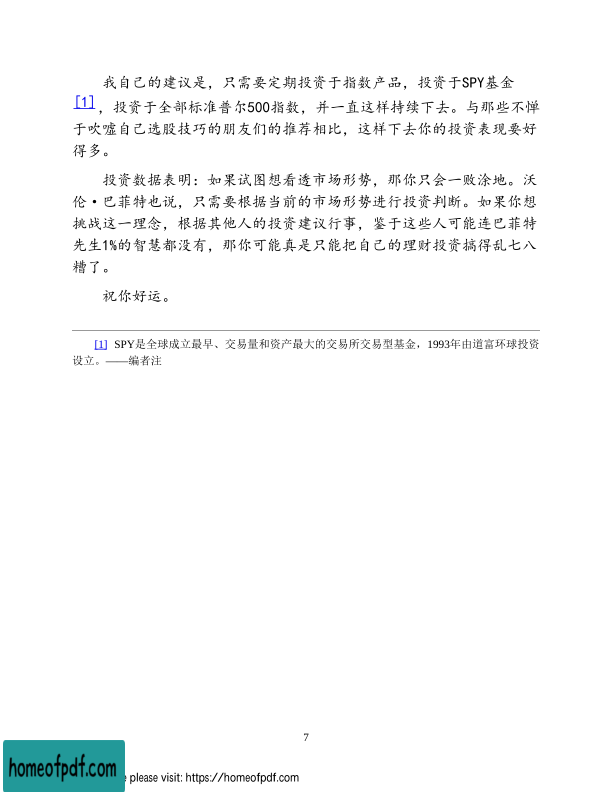 我自己的建议是，只需要定期投资于指数产品，投资于SPY基金
[1]，投资于全部标准普尔500指数，并一直这样持续下去。与那些不惮
于吹嘘自己选股技巧的朋友们的推荐相比，这样下去你的投资表现要好
得多。
投资数据表明：如果试图想看透市场形势，那你只会一败涂地。沃
伦·巴菲特也说，只需要根据当前的市场形势进行投资判断。如果你想
挑战这一理念，根据其他人的投资建议行事，鉴于这些人可能连巴菲特
先生1%的智慧都没有，那你可能真是只能把自己的理财投资搞得乱七八
糟了。
祝你好运。
[1] SPY是全球成立最早、交易量和资产最大的交易所交易型基金，1993年由道富环球投资
设立。——编者注
7
homeofpdf.com
e please visit: https://homeofpdf.com